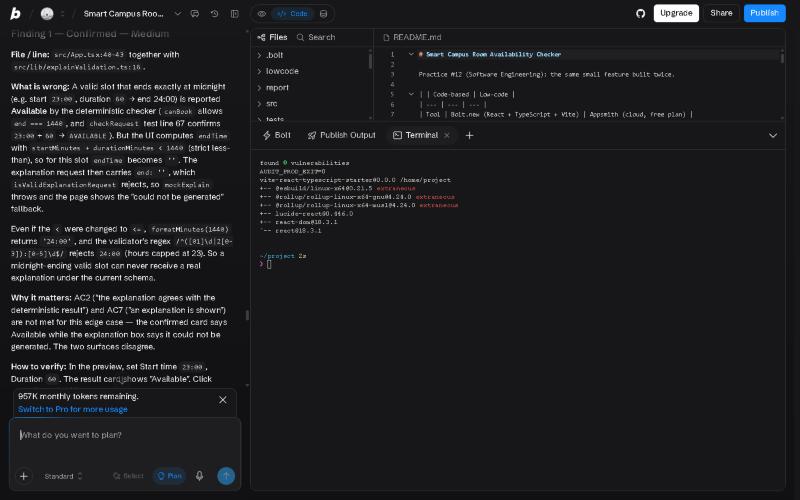 Smart Campus Roo...
Code
Upgrade
Share
Publish
Finding 1 — Confirmed — Medium
File / line: src/App.tsx:40-43 together with
src/lib/explainValidation.ts:16.
What is wrong: A valid slot that ends exactly at midnight
(e.g. start 23:00, duration 60 → end 24:00) is reported
Available by the deterministic checker (canBook allows
end === 1440, and checkRequest test line 67 confirms
23:00 + 60 → AVAILABLE). But the UI computes endTime
with startMinutes + durationMinutes < 1440 (strict less-
than), so for this slot endTime becomes ''. The
explanation request then carries end: '', which
isValidExplanationRequest rejects, so mockExplain
throws and the page shows the "could not be generated"
fallback.
Even if the < were changed to <=, formatMinutes(1440)
returns '24:00', and the validator's regex /^([01]\d|2[0-
3]):[0-5]\d$/ rejects 24:00 (hours capped at 23). So a
midnight-ending valid slot can never receive a real
explanation under the current schema.
Why it matters: AC2 ("the explanation agrees with the
deterministic result") and AC7 ("an explanation is shown")
are not met for this edge case — the confirmed card says
Available while the explanation box says it could not be
generated. The two surfaces disagree.
How to verify: In the preview, set Start time 23:00,
Duration 60. The result card shows "Available". Click
957K monthly tokens remaining.
Switch to Pro for more usage
What do you want to plan?
Standard
Select
Plan
Files
Search
.bolt
lowcode
report
src
tests
README.md
1 # Smart Campus Room Availability Checker
2
3 Practice #12 (Software Engineering): the same small feature built twice.
4
5 | | Code-based | Low-code |
6 | --- | --- | --- |
7 | Tool | Bolt.new (React + TypeScript + Vite) | Appsmith (cloud, free plan) |
Bolt
Publish Output
Terminal
found 0 vulnerabilities
AUDIT_PROD_EXIT=0
vite-react-typescript-starter@0.0.0 /home/project
+-- @esbuild/linux-x64@0.21.5 extraneous
+-- @rollup/rollup-linux-x64-gnu@4.24.0 extraneous
+-- @rollup/rollup-linux-x64-musl@4.24.0 extraneous
+-- lucide-react@0.446.0
+-- react-dom@18.3.1
`-- react@18.3.1
~/project 2s
❯